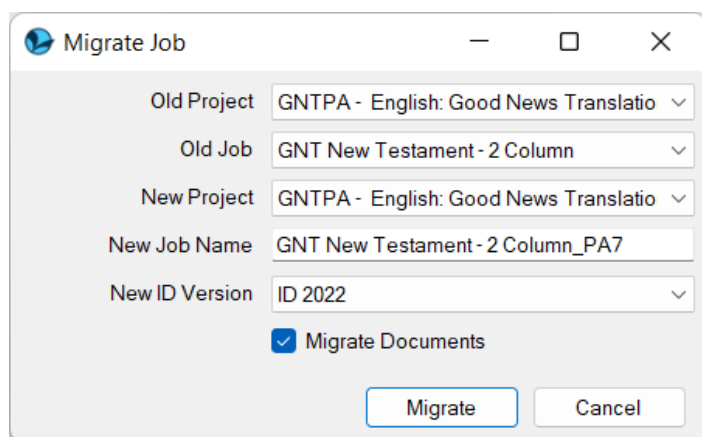 Migrate Job
Old Project GNTPA - English: Good News Translatio
Old Job GNT New Testament - 2 Column
New Project GNTPA - English: Good News Translatio
New Job Name GNT New Testament - 2 Column_PA7
New ID Version ID 2022
Migrate Documents
Migrate Cancel